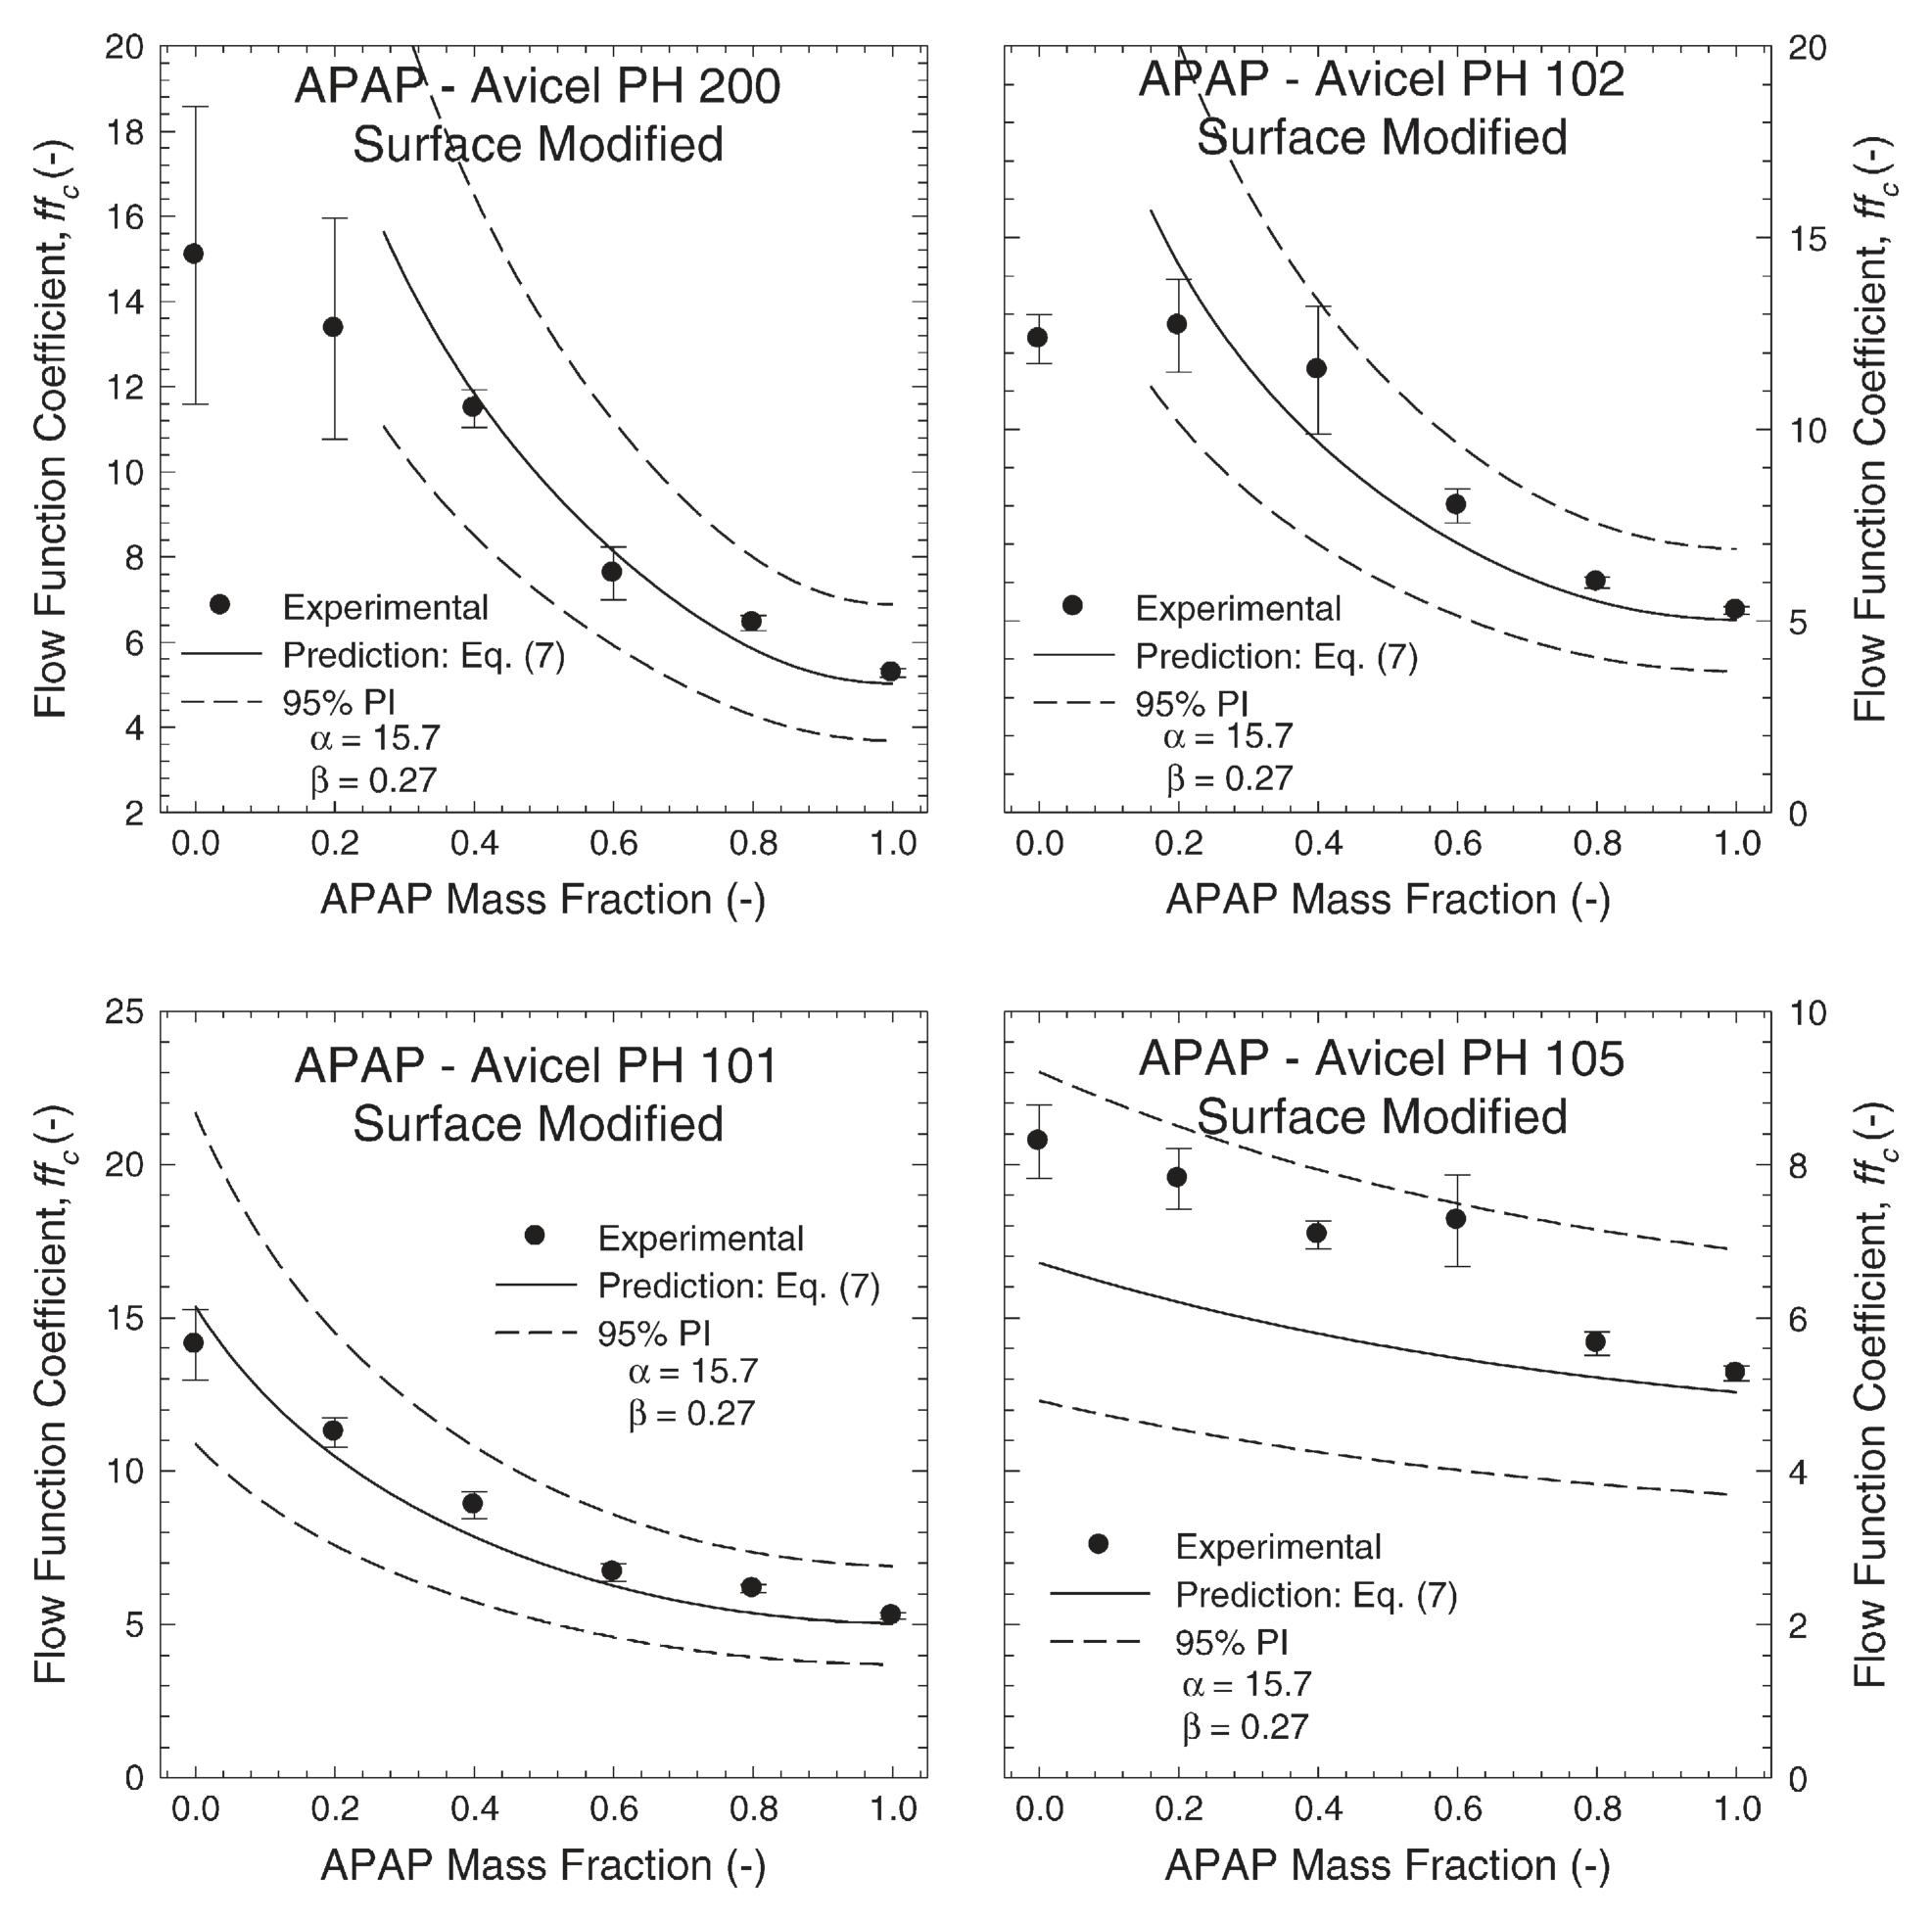 APAP - Avicel PH 200
Surface Modified
Flow Function Coefficient, ffc (-)
20
18
16
14
12
10
8
6
4
2
Experimental
Prediction: Eq. (7)
95% PI
α = 15.7
β = 0.27
0.0 0.2 0.4 0.6 0.8 1.0
APAP Mass Fraction (-)
APAP - Avicel PH 102
Surface Modified
20
15
10
5
0
Flow Function Coefficient, ffc (-)
Experimental
Prediction: Eq. (7)
95% PI
α = 15.7
β = 0.27
0.0 0.2 0.4 0.6 0.8 1.0
APAP Mass Fraction (-)
APAP - Avicel PH 101
Surface Modified
Flow Function Coefficient, ffc (-)
25
20
15
10
5
0
Experimental
Prediction: Eq. (7)
95% PI
α = 15.7
β = 0.27
0.0 0.2 0.4 0.6 0.8 1.0
APAP Mass Fraction (-)
APAP - Avicel PH 105
Surface Modified
10
8
6
4
2
0
Flow Function Coefficient, ffc (-)
Experimental
Prediction: Eq. (7)
95% PI
α = 15.7
β = 0.27
0.0 0.2 0.4 0.6 0.8 1.0
APAP Mass Fraction (-)